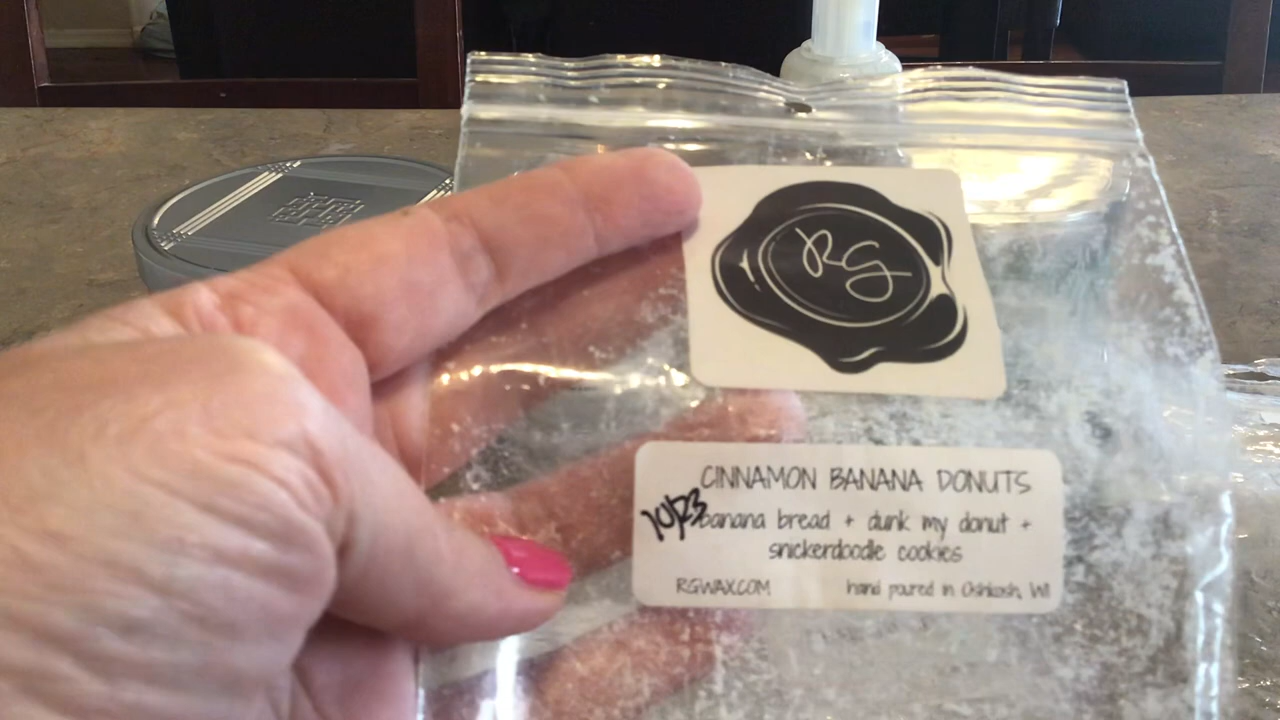 RG
CINNAMON BANANA DONUTS
10/23
banana bread + dunk my donut +
snickerdoodle cookies
RGWAX.COM hand poured in Oshkosh, WI